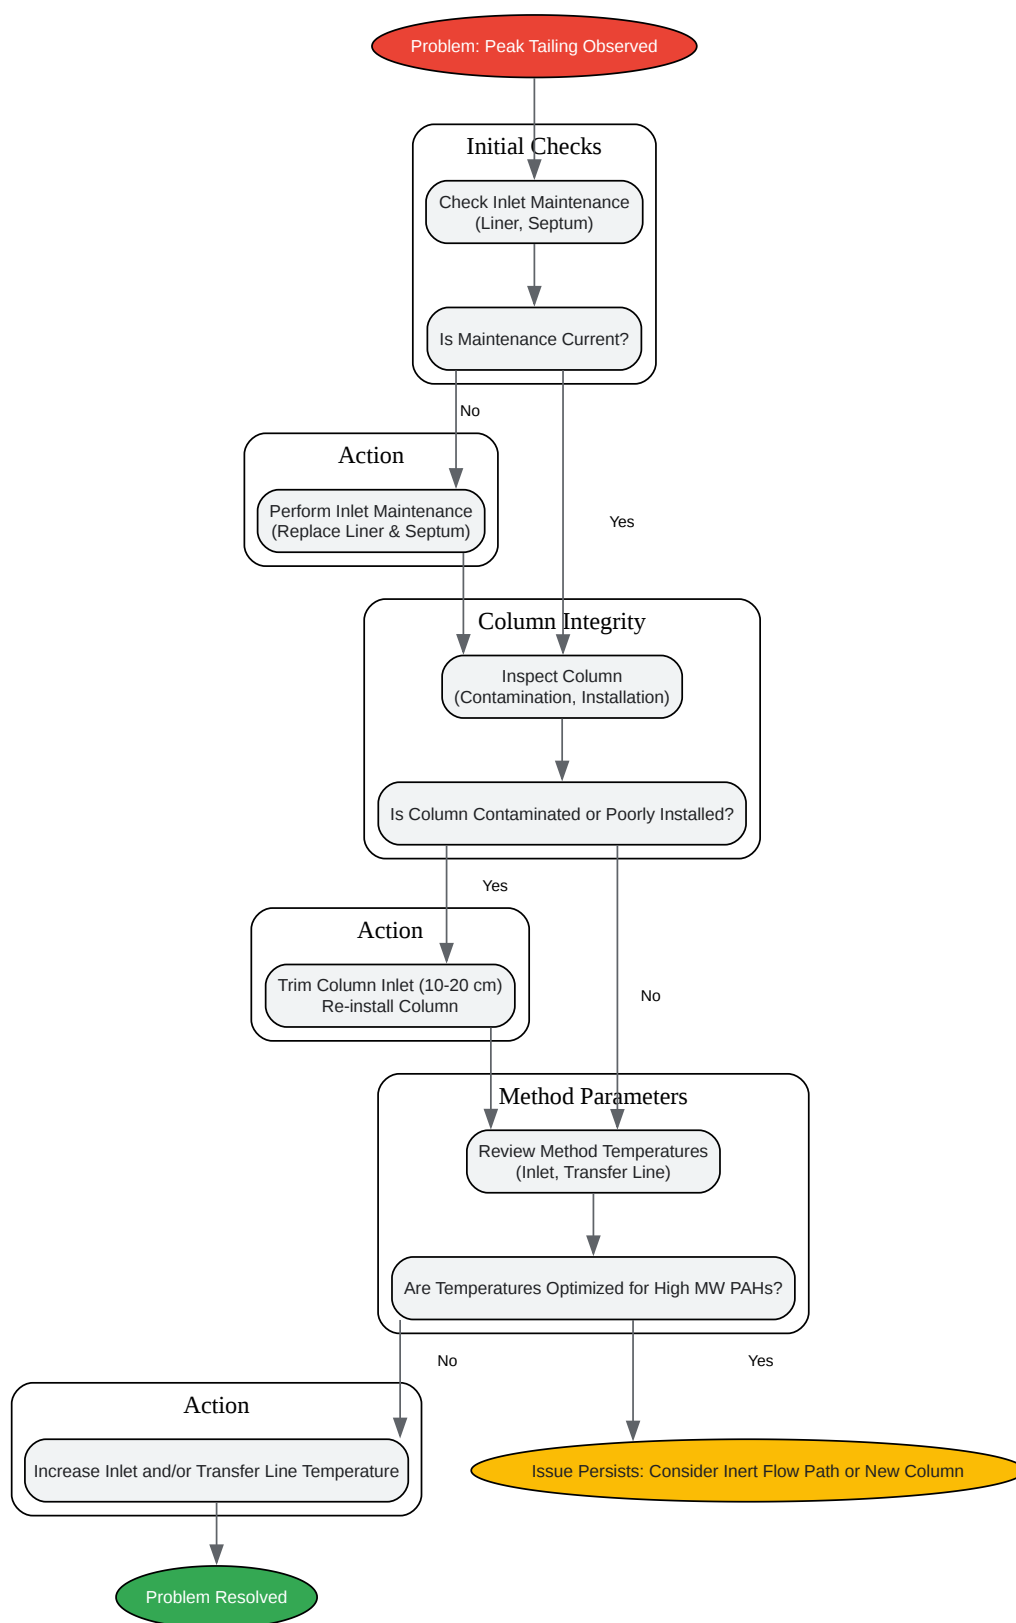 Problem: Peak Tailing Observed
Initial Checks
Check Inlet Maintenance
(Liner, Septum)
Is Maintenance Current?
No
Action
Perform Inlet Maintenance
(Replace Liner & Septum)
Yes
Column Integrity
Inspect Column
(Contamination, Installation)
Is Column Contaminated or Poorly Installed?
Yes
Action
Trim Column Inlet (10-20 cm)
Re-install Column
No
Method Parameters
Review Method Temperatures
(Inlet, Transfer Line)
Are Temperatures Optimized for High MW PAHs?
No
Yes
Action
Increase Inlet and/or Transfer Line Temperature
Issue Persists: Consider Inert Flow Path or New Column
Problem Resolved